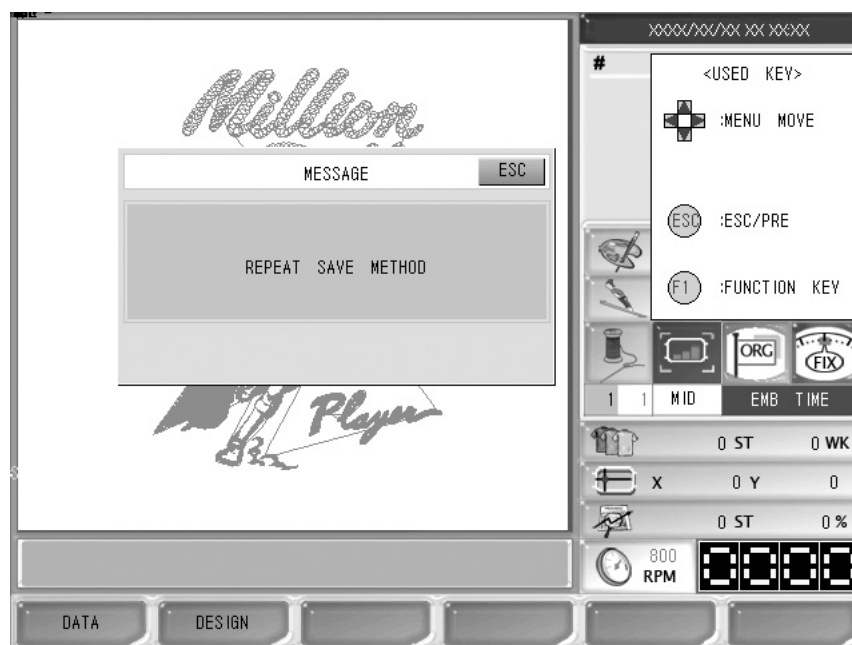 XXXX/XX/XX XX XX:XX
#
<USED KEY>
:MENU MOVE
ESC :ESC/PRE
F1 :FUNCTION KEY
Million
MESSAGE
ESC
REPEAT SAVE METHOD
Player
ORG
FIX
1 1 MID EMB TIME
0 ST 0 WK
X 0 Y 0
0 ST 0 %
800
RPM
DATA
DESIGN